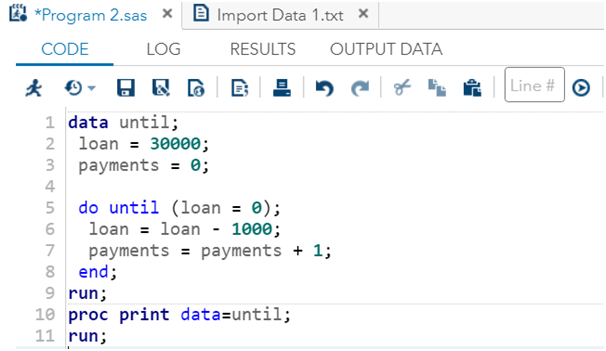 *Program 2.sas × Import Data 1.txt ×
CODE LOG RESULTS OUTPUT DATA
Line #
1 data until;
2 loan = 30000;
3 payments = 0;
4
5 do until (loan = 0);
6 loan = loan - 1000;
7 payments = payments + 1;
8 end;
9 run;
10 proc print data=until;
11 run;